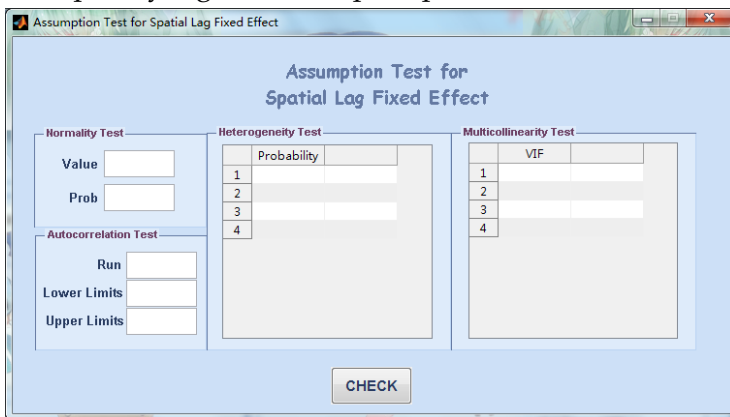 Assumption Test for Spatial Lag Fixed Effect
Assumption Test for
Spatial Lag Fixed Effect
Normality Test
Value
Prob
Autocorrelation Test
Run
Lower Limits
Upper Limits
Heterogeneity Test
Probability
1
2
3
4
Multicollinearity Test
VIF
1
2
3
4
CHECK